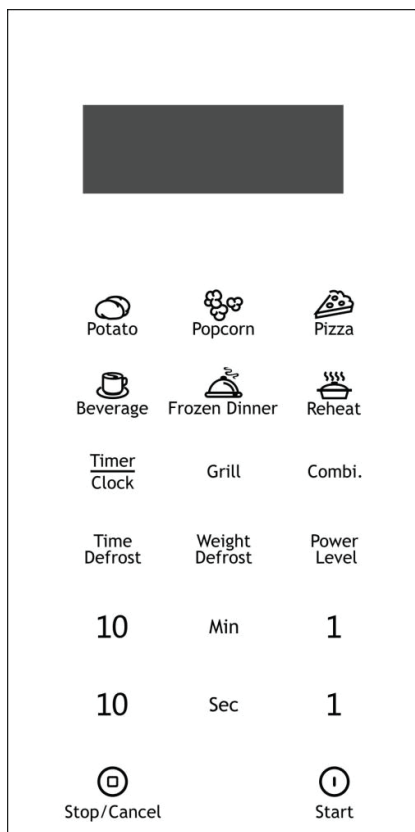 Potato Popcorn Pizza
Beverage Frozen Dinner Reheat
Timer
Clock
Grill
Combi.
Time
Defrost
Weight
Defrost
Power
Level
10 Min 1
10 Sec 1
Stop/Cancel Start